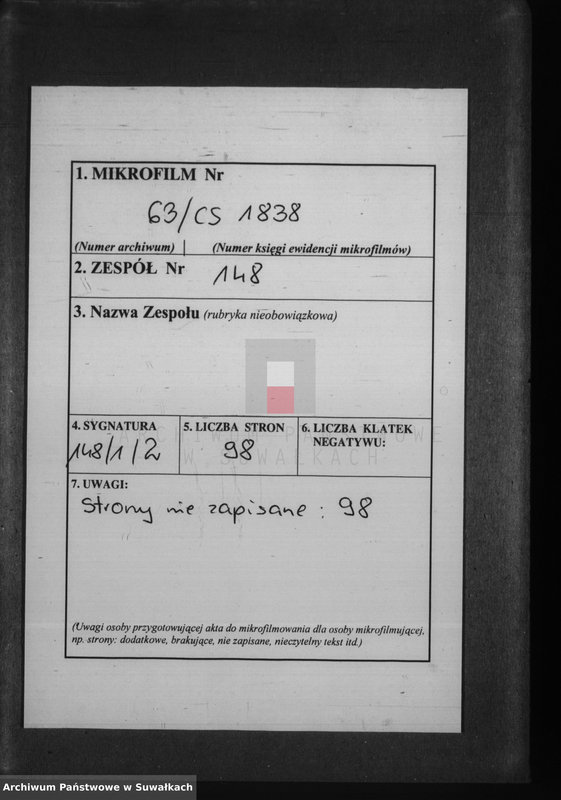 1. MIKROFILM Nr
63/CS 1838
(Numer archiwum) | (Numer księgi ewidencji mikrofilmów)
2. ZESPÓŁ Nr 148
3. Nazwa Zespołu (rubryka nieobowiązkowa)
ARCHIWUM PAŃSTWOWE
W SUWAŁKACH
4. SYGNATURA
148/1/2
5. LICZBA STRON
98
6. LICZBA KLATEK
NEGATYWU:
7. UWAGI:
Strony nie zapisane: 98
(Uwagi osoby przygotowującej akta do mikrofilmowania dla osoby mikrofilmującej,
np. strony: dodatkowe, brakujące, nie zapisane, nieczytelny tekst itd.)
Archiwum Państwowe w Suwałkach